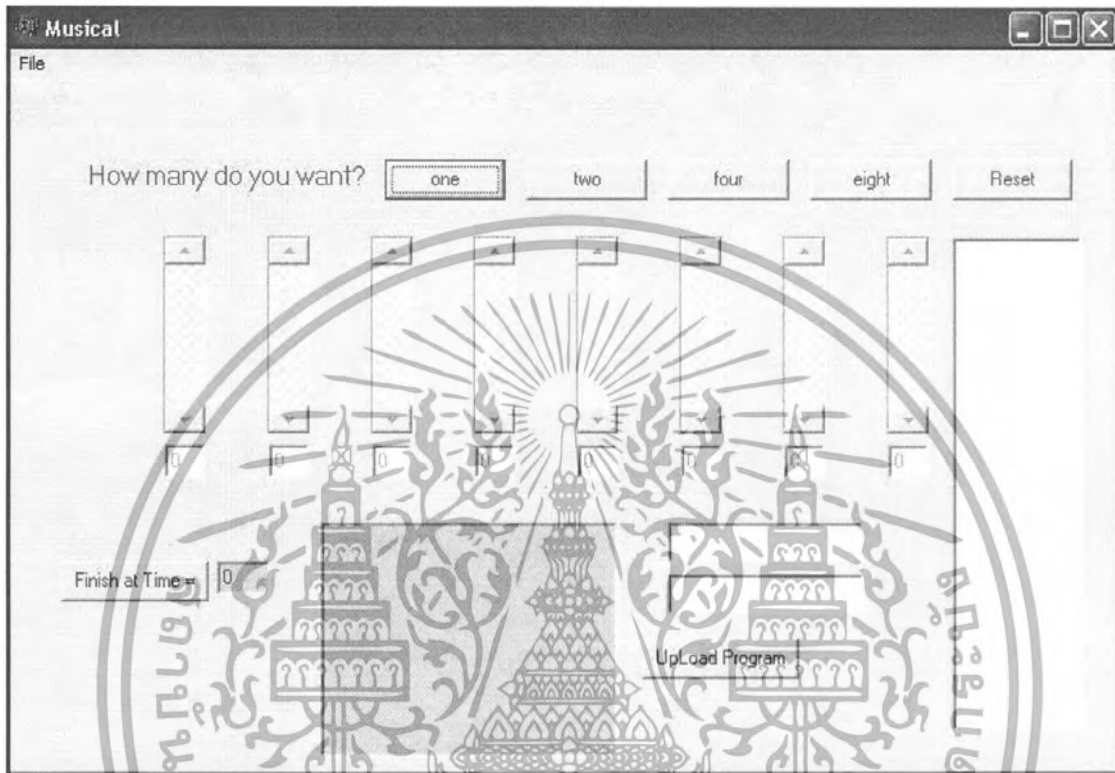 Musical
File
How many do you want? one two four eight Reset
0 0 0 0 0 0 0 0
Finish at Time = 0
UpLoad Program